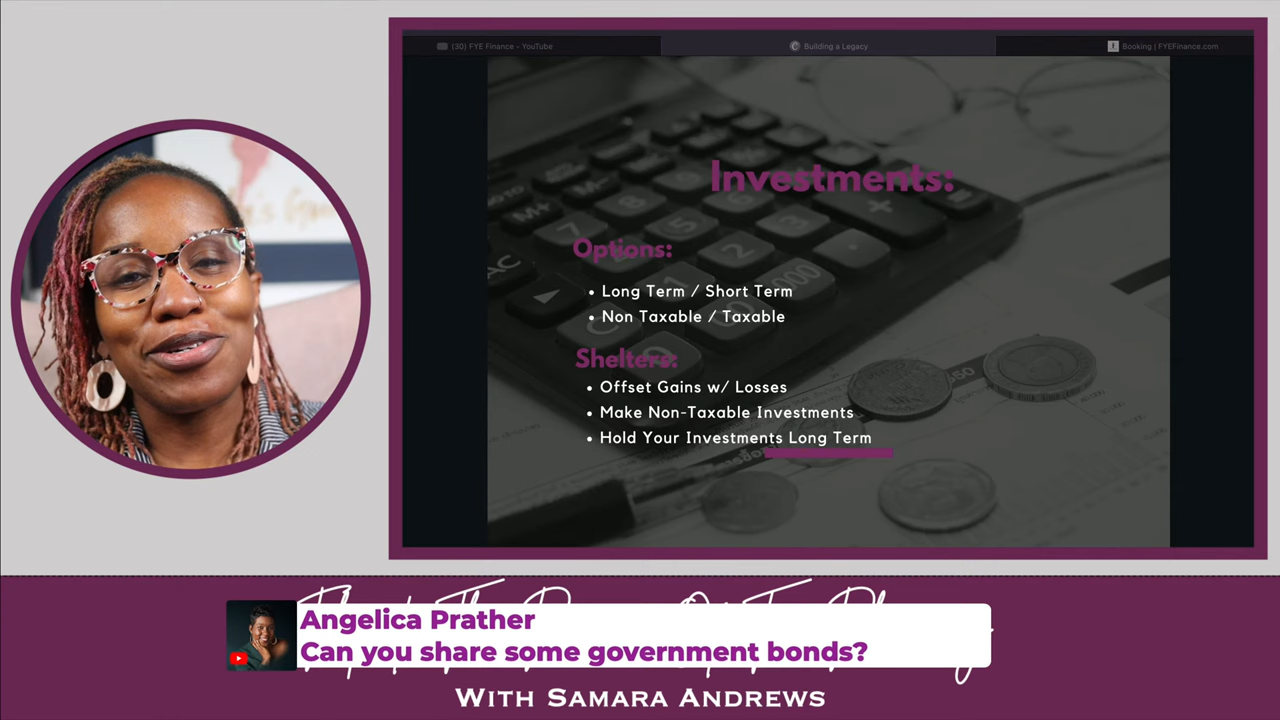 (30) FYE Finance - YouTube
Building a Legacy
Booking | FYEFinance.com
Investments:
Options:
• Long Term / Short Term
• Non Taxable / Taxable
Shelters:
• Offset Gains w/ Losses
• Make Non-Taxable Investments
• Hold Your Investments Long Term
Angelica Prather
Can you share some government bonds?
WITH SAMARA ANDREWS